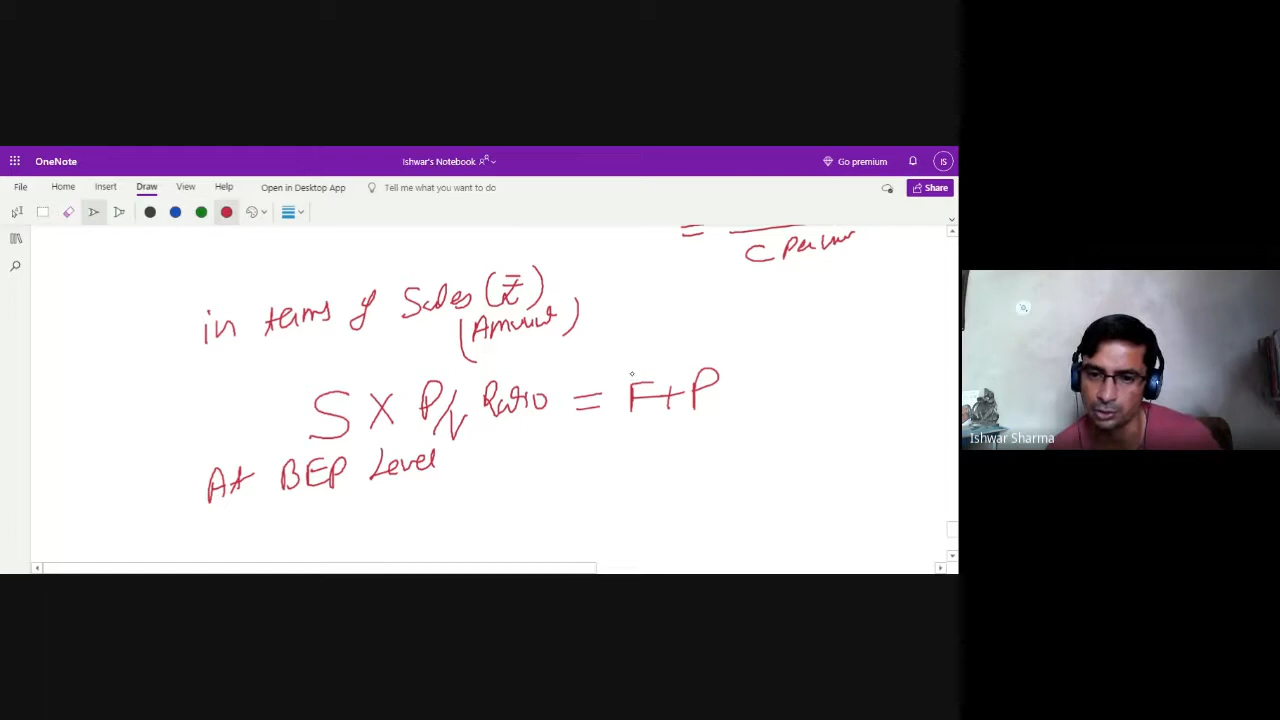 OneNote
Ishwar's Notebook
Go premium
IS
File Home Insert Draw View Help Open in Desktop App Tell me what you want to do
Share
=
C Per
in terms of Sales (₹)
(Amount)
S X P/V Ratio = F+P
At BEP Level
Ishwar Sharma